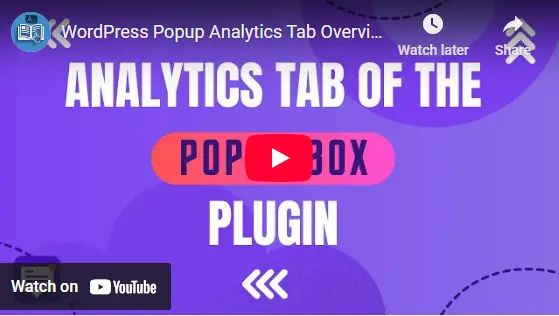 WordPress Popup Analytics Tab Overvi...
Watch later
Share
ANALYTICS TAB OF THE
POP BOX
PLUGIN
Watch on YouTube